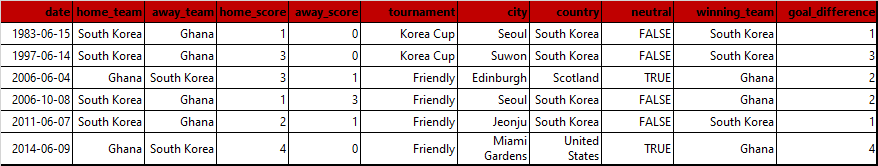 date home_team away_team home_score away_score tournament city country neutral winning_team goal_difference
1983-06-15 South Korea Ghana 1 0 Korea Cup Seoul South Korea FALSE South Korea 1
1997-06-14 South Korea Ghana 3 0 Korea Cup Suwon South Korea FALSE South Korea 3
2006-06-04 Ghana South Korea 3 1 Friendly Edinburgh Scotland TRUE Ghana 2
2006-10-08 South Korea Ghana 1 3 Friendly Seoul South Korea FALSE Ghana 2
2011-06-07 South Korea Ghana 2 1 Friendly Jeonju South Korea FALSE South Korea 1
2014-06-09 Ghana South Korea 4 0 Friendly Miami Gardens United States TRUE Ghana 4